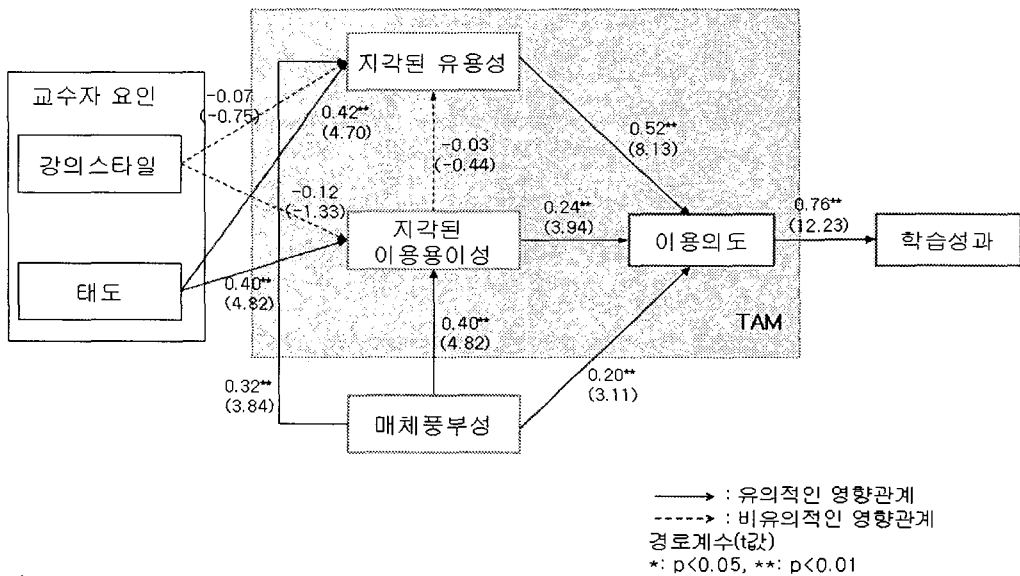 지각된 유용성
교수자 요인
-0.07
(-0.75)
0.42**
(4.70)
0.52**
(8.13)
강의스타일
-0.03
(-0.44)
-0.12
(-1.33)
지각된
이용용이성
0.24**
(3.94)
이용의도
0.76**
(12.23)
학습성과
태도
0.40**
(4.82)
0.40**
(4.82)
TAM
0.32**
(3.84)
매체풍부성
0.20**
(3.11)
: 유의적인 영향관계
: 비유의적인 영향관계
경로계수(t값)
*: p<0.05, **: p<0.01